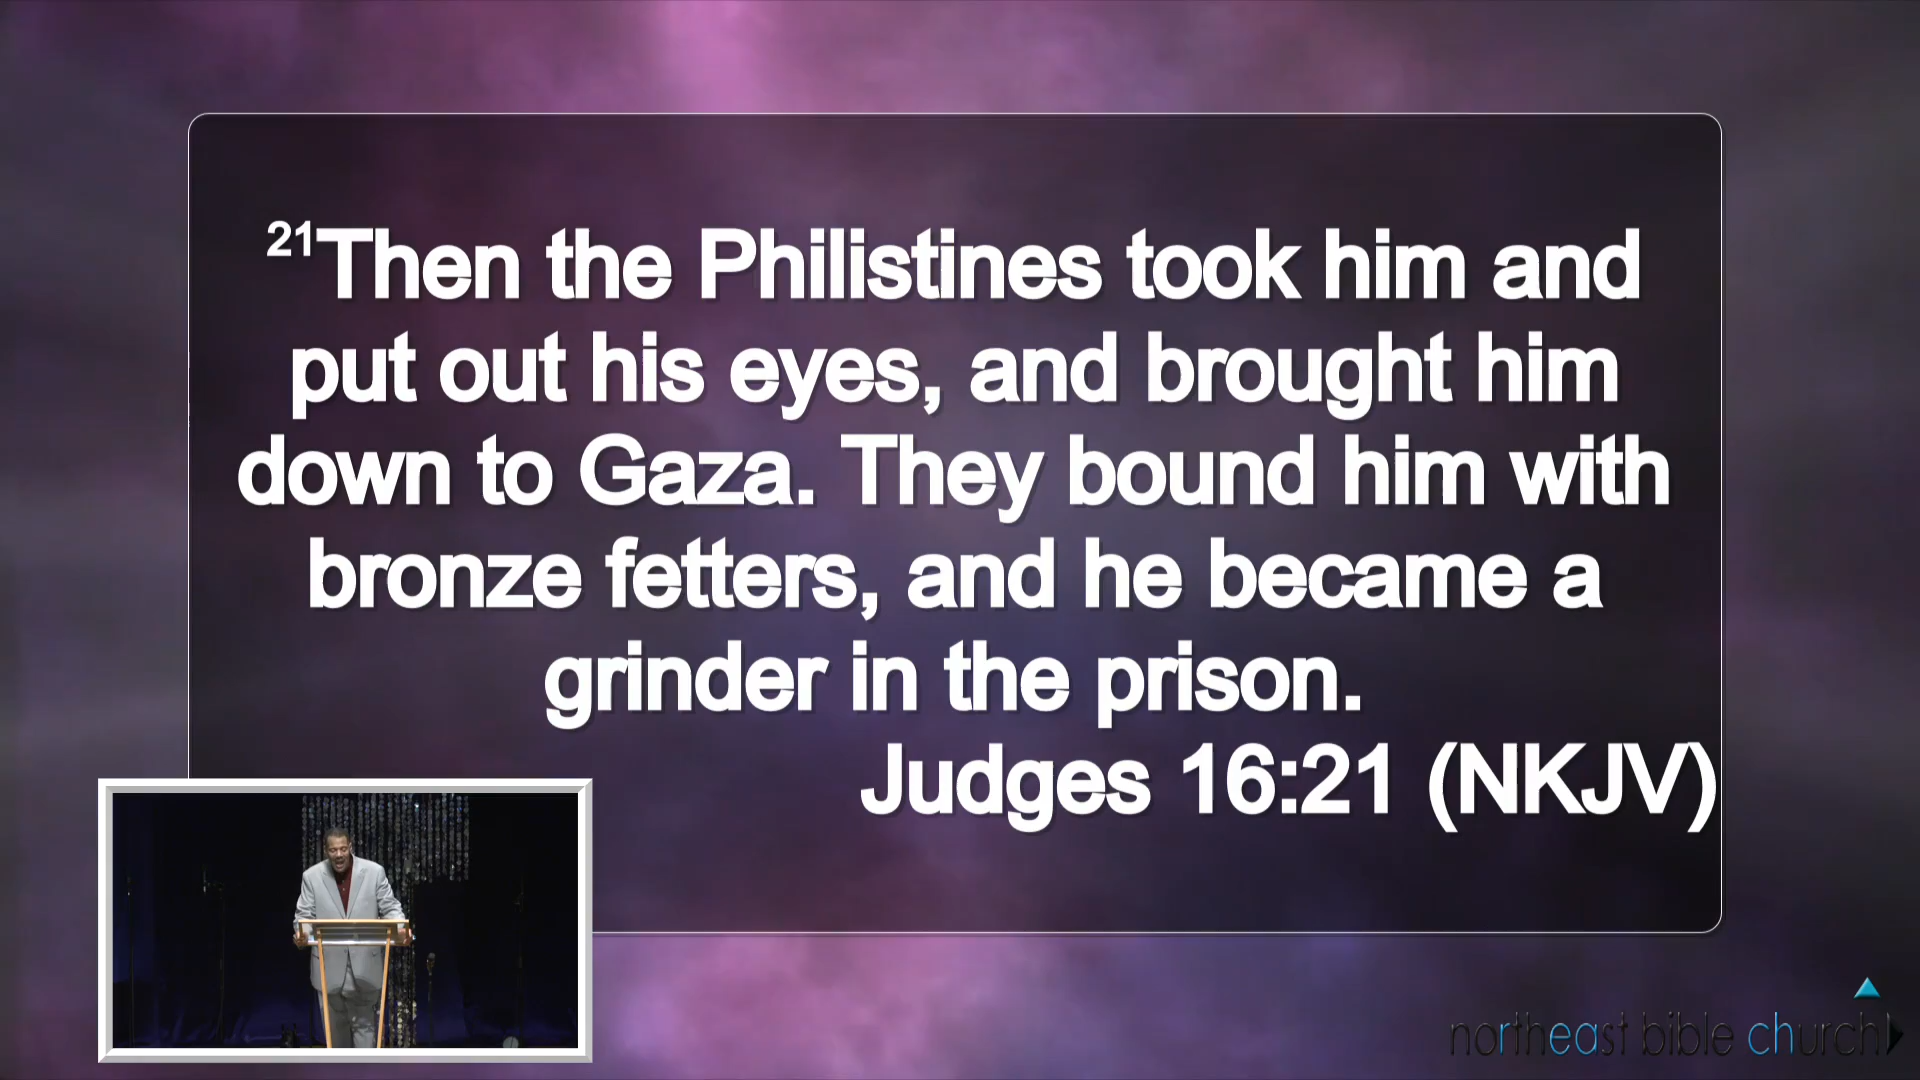 21Then the Philistines took him and
put out his eyes, and brought him
down to Gaza. They bound him with
bronze fetters, and he became a
grinder in the prison.
Judges 16:21 (NKJV)
northeast bible church